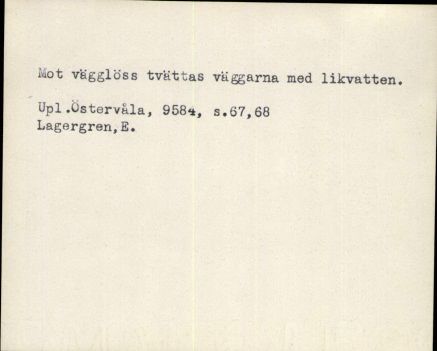 Mot vägglöss tvättas väggarna med likvatten.
Upl.Östervåla, 9584, s.67,68
Lagergren,E.